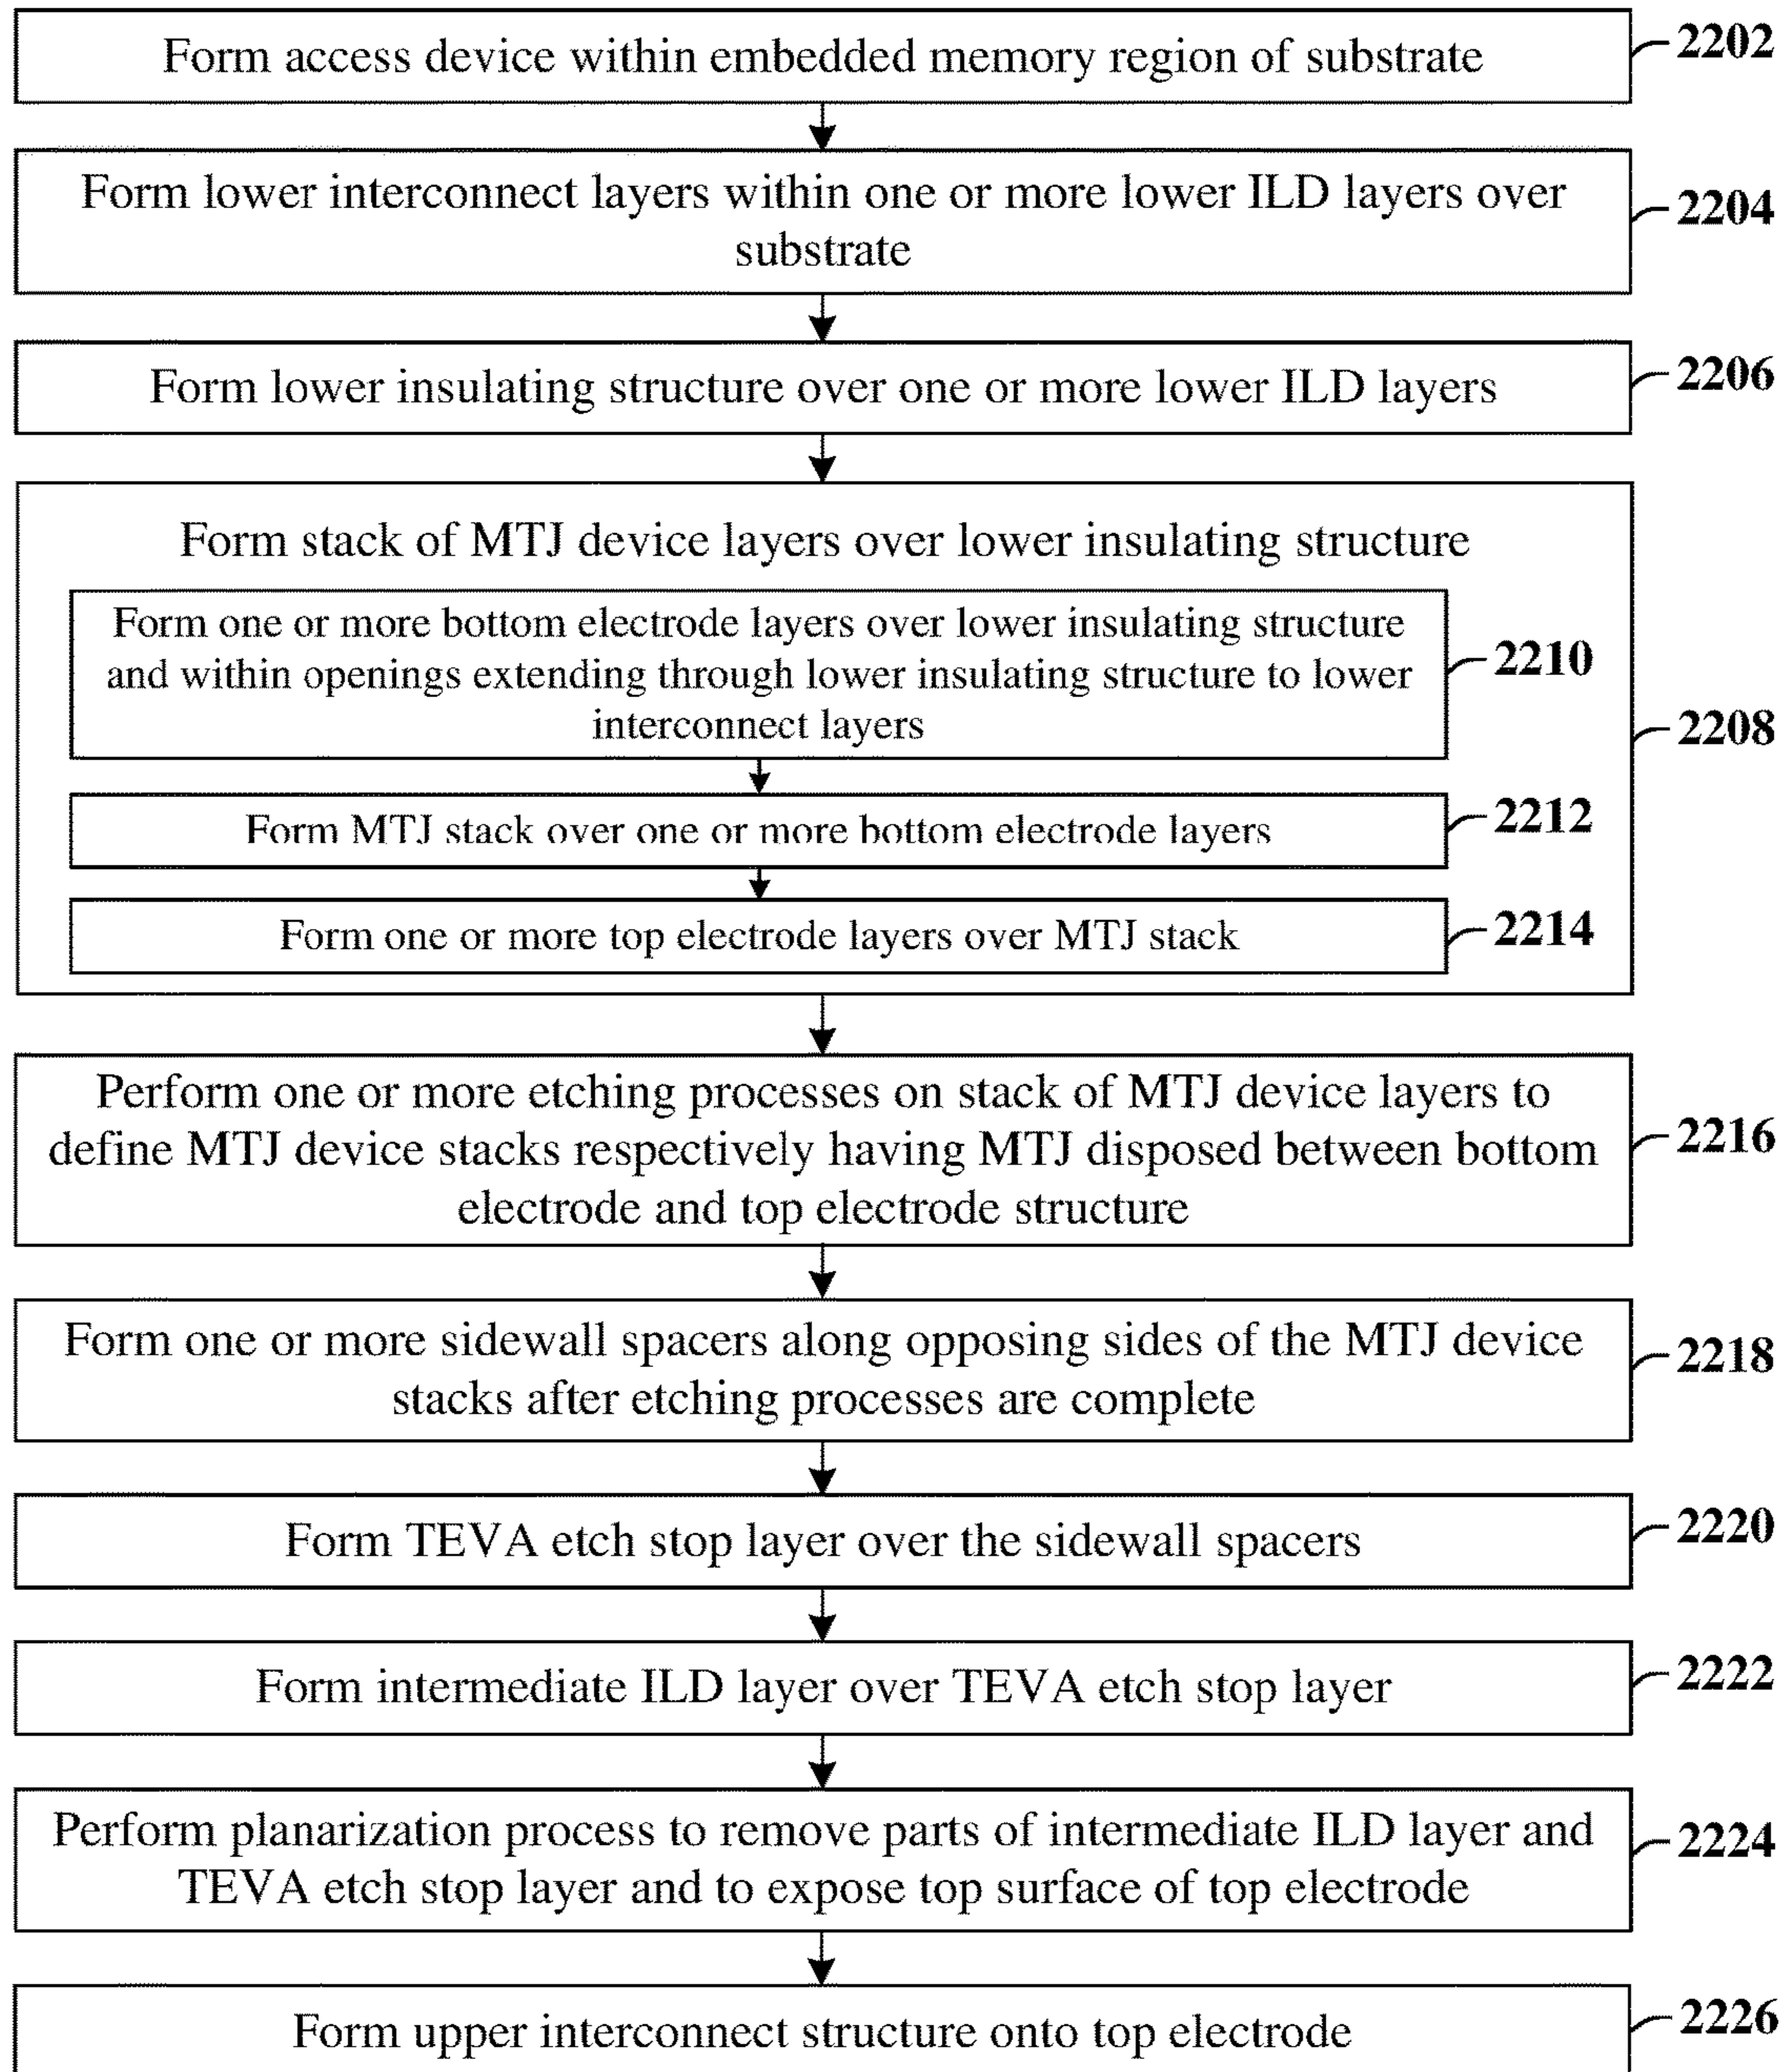 Form access device within embedded memory region of substrate
2202
Form lower interconnect layers within one or more lower ILD layers over
substrate
2204
Form lower insulating structure over one or more lower ILD layers
2206
Form stack of MTJ device layers over lower insulating structure
Form one or more bottom electrode layers over lower insulating structure
and within openings extending through lower insulating structure to lower
interconnect layers
2210
2208
Form MTJ stack over one or more bottom electrode layers
2212
Form one or more top electrode layers over MTJ stack
2214
Perform one or more etching processes on stack of MTJ device layers to
define MTJ device stacks respectively having MTJ disposed between bottom
electrode and top electrode structure
2216
Form one or more sidewall spacers along opposing sides of the MTJ device
stacks after etching processes are complete
2218
Form TEVA etch stop layer over the sidewall spacers
2220
Form intermediate ILD layer over TEVA etch stop layer
2222
Perform planarization process to remove parts of intermediate ILD layer and
TEVA etch stop layer and to expose top surface of top electrode
2224
Form upper interconnect structure onto top electrode
2226